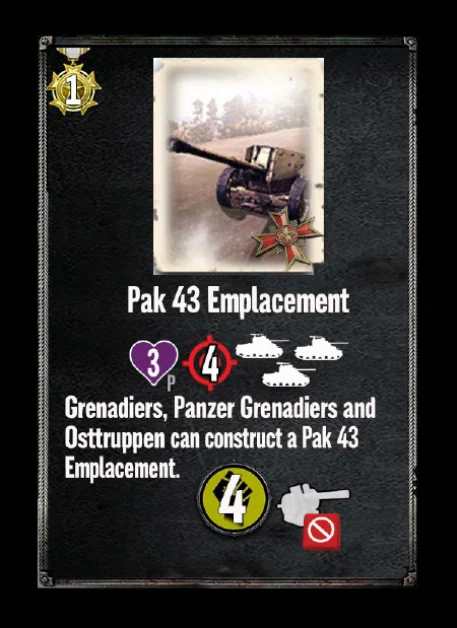 1
Pak 43 Emplacement
3 P 4
Grenadiers, Panzer Grenadiers and
Osttruppen can construct a Pak 43
Emplacement.
4